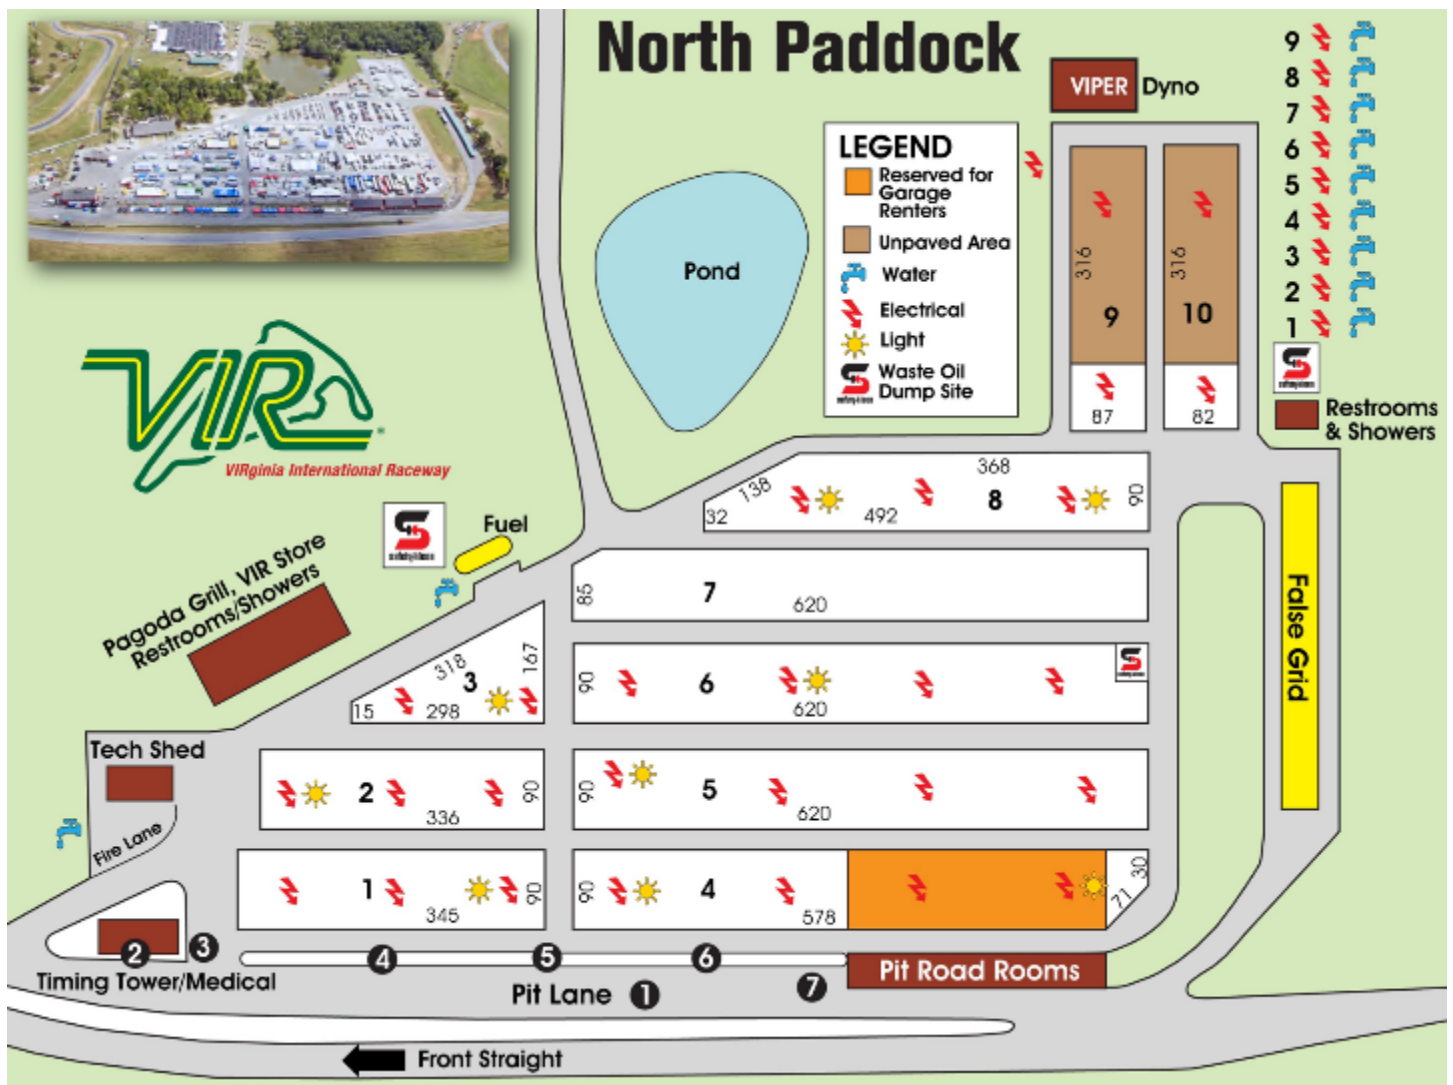 North Paddock
VIPER Dyno
9
8
7
6
5
4
3
2
1
LEGEND
Reserved for
Garage
Renters
Unpaved Area
Water
Electrical
Light
Waste Oil
Dump Site
Pond
316
9
87
316
10
82
Restrooms
& Showers
VIR
®
VIRginia International Raceway
Fuel
Pagoda Grill, VIR Store
Restrooms/Showers
368
138
32
492
8
90
85
7
620
318
167
3
15
298
90
6
620
Tech Shed
Fire Lane
2
336
90
90
5
620
1
345
90
90
4
578
30
71
False Grid
2
3
Timing Tower/Medical
4
5
6
7
Pit Lane
1
Pit Road Rooms
Front Straight